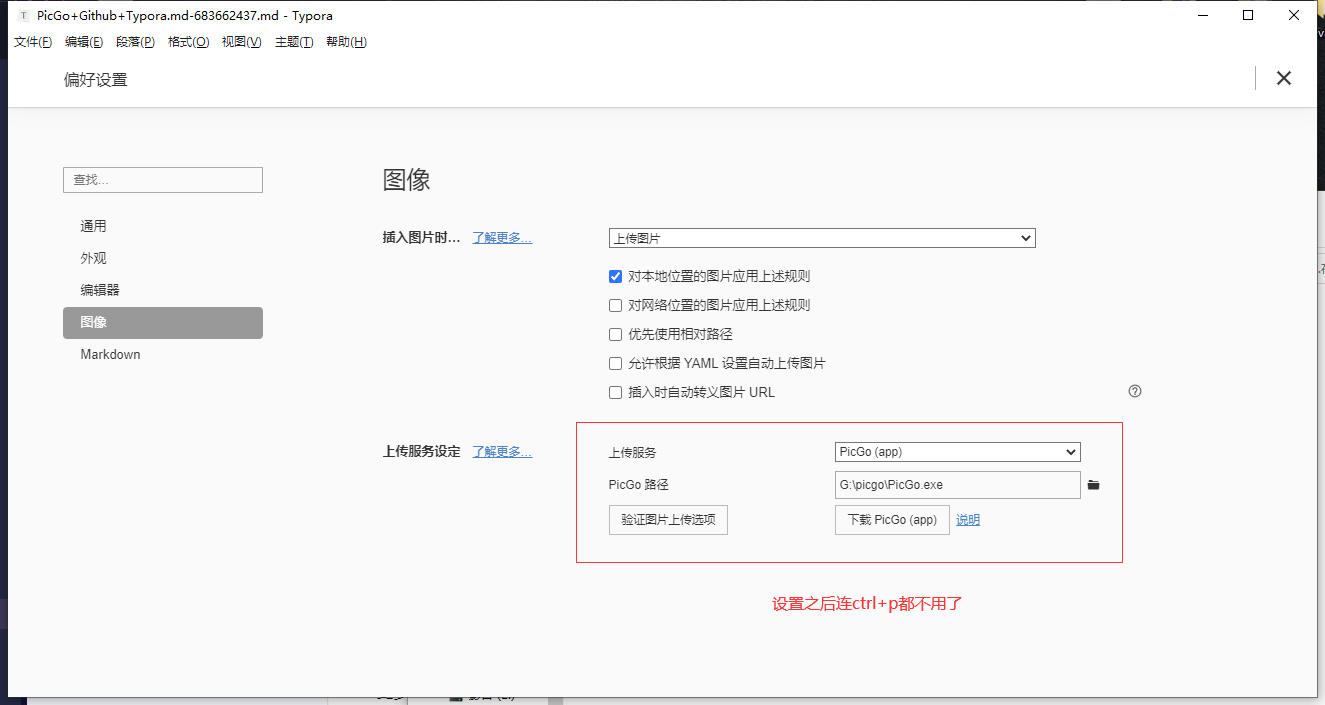 PicGo+Github+Typora.md-683662437.md - Typora
文件(F) 编辑(E) 段落(P) 格式(O) 视图(V) 主题(T) 帮助(H)
偏好设置
查找...
通用
外观
编辑器
图像
Markdown
图像
插入图片时... 了解更多... 上传图片
对本地位置的图片应用上述规则
对网络位置的图片应用上述规则
优先使用相对路径
允许根据 YAML 设置自动上传图片
插入时自动转义图片 URL
上传服务设定 了解更多... 上传服务 PicGo (app)
PicGo 路径 G:\picgo\PicGo.exe
验证图片上传选项 下载 PicGo (app) 说明
设置之后连ctrl+p都不用了